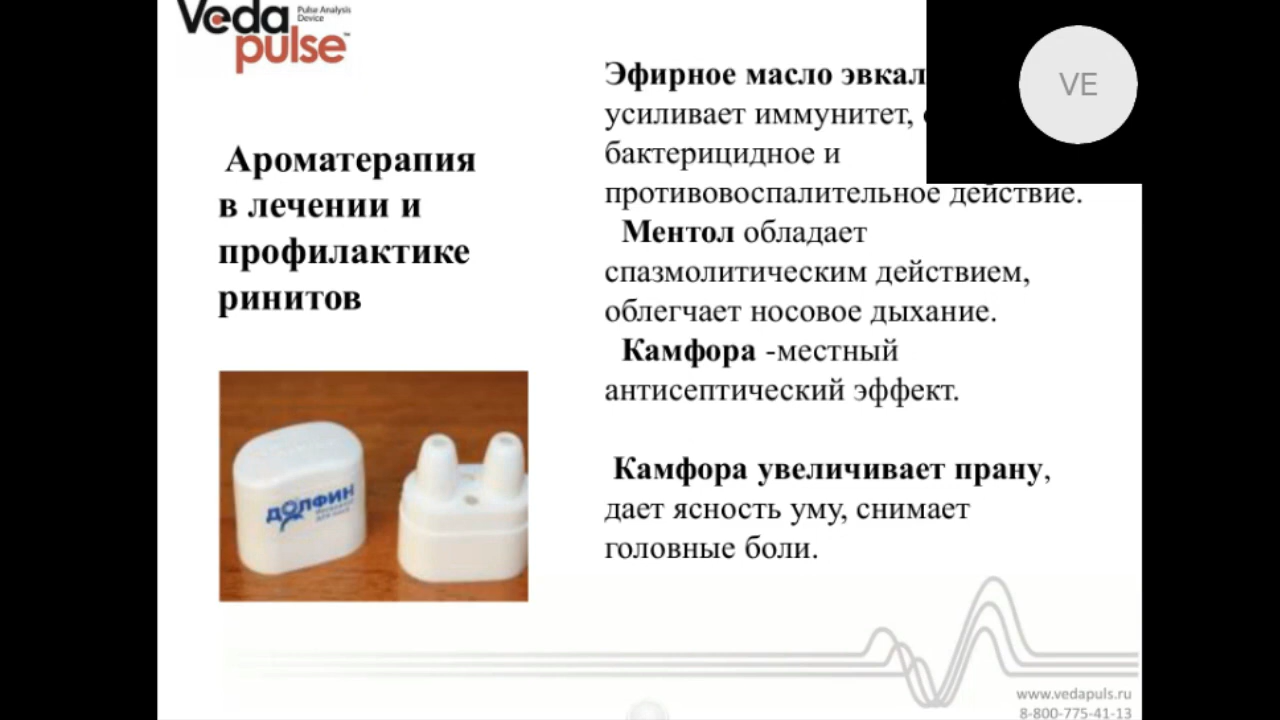 Veda
Pulse Analysis
Device
pulse™
VE
Ароматерапия
в лечении и
профилактике
ринитов
долфин
Эфирное масло
усиливает иммунитет,
бактерицидное и
противовоспалительное действие.
Ментол обладает
спазмолитическим действием,
облегчает носовое дыхание.
Камфора -местный
антисептический эффект.
Камфора увеличивает прану,
дает ясность уму, снимает
головные боли.
www.vedapuls.ru
8-800-775-41-13